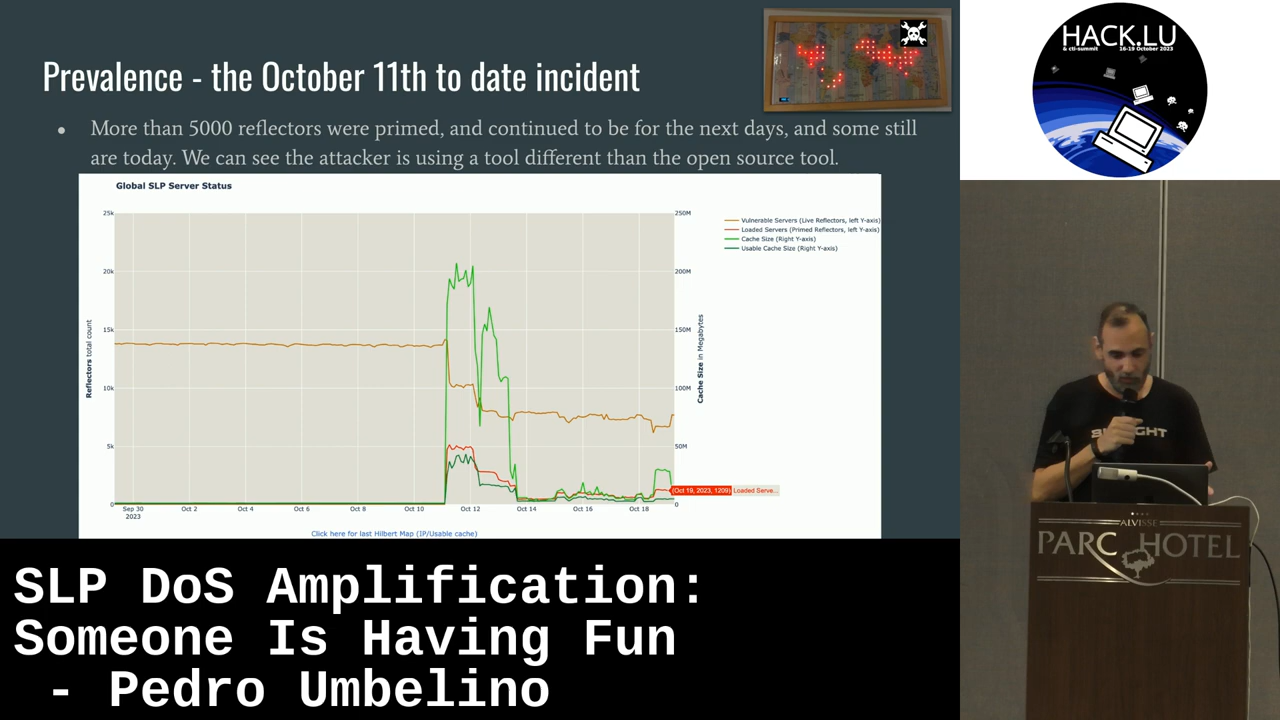 Prevalence - the October 11th to date incident
● More than 5000 reflectors were primed, and continued to be for the next days, and some still
are today. We can see the attacker is using a tool different than the open source tool.
Global SLP Server Status
25k
20k
15k
10k
5k
0
Reflectors total count
250M
200M
150M
100M
50M
0
Cache Size in Megabytes
Vulnerable Servers (Live Reflectors, left Y-axis)
Loaded Servers (Primed Reflectors, left Y-axis)
Cache Size (Right Y-axis)
Usable Cache Size (Right Y-axis)
(Oct 19, 2023, 1209) Loaded Serve...
Sep 30 Oct 2 Oct 4 Oct 6 Oct 8 Oct 10 Oct 12 Oct 14 Oct 16 Oct 18
2023
Click here for last Hilbert Map (IP/Usable cache)
HACK.LU
& cti-summit 16-19 October 2023
ALVISSE
PARC HOTEL
SLP DoS Amplification:
Someone Is Having Fun
- Pedro Umbelino